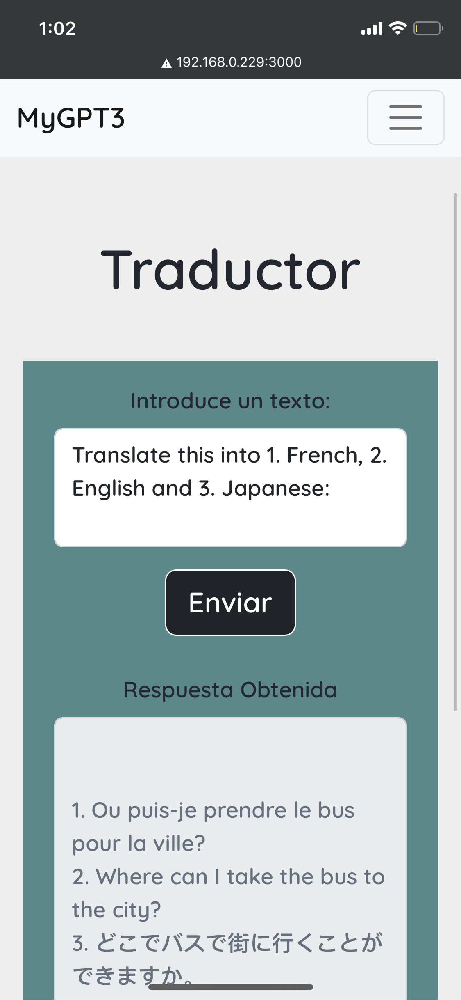 1:02
192.168.0.229:3000
MyGPT3
Traductor
Introduce un texto:
Translate this into 1. French, 2.
English and 3. Japanese:
Enviar
Respuesta Obtenida
1. Ou puis-je prendre le bus
pour la ville?
2. Where can I take the bus to
the city?
3. どこでバスで街に行くことが
できますか。